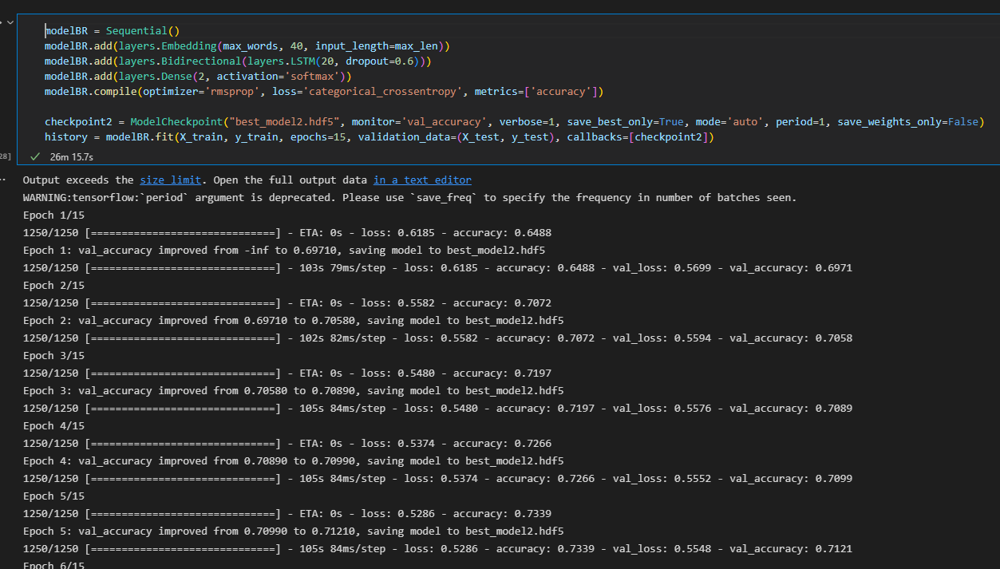 modelBR = Sequential()
modelBR.add(layers.Embedding(max_words, 40, input_length=max_len))
modelBR.add(layers.Bidirectional(layers.LSTM(20, dropout=0.6)))
modelBR.add(layers.Dense(2, activation='softmax'))
modelBR.compile(optimizer='rmsprop', loss='categorical_crossentropy', metrics=['accuracy'])
checkpoint2 = ModelCheckpoint("best_model2.hdf5", monitor='val_accuracy', verbose=1, save_best_only=True, mode='auto', period=1, save_weights_only=False)
history = modelBR.fit(X_train, y_train, epochs=15, validation_data=(X_test, y_test), callbacks=[checkpoint2])
28] 26m 15.7s
Output exceeds the size limit. Open the full output data in a text editor
WARNING:tensorflow:`period` argument is deprecated. Please use `save_freq` to specify the frequency in number of batches seen.
Epoch 1/15
1250/1250 [==============================] - ETA: 0s - loss: 0.6185 - accuracy: 0.6488
Epoch 1: val_accuracy improved from -inf to 0.69710, saving model to best_model2.hdf5
1250/1250 [==============================] - 103s 79ms/step - loss: 0.6185 - accuracy: 0.6488 - val_loss: 0.5699 - val_accuracy: 0.6971
Epoch 2/15
1250/1250 [==============================] - ETA: 0s - loss: 0.5582 - accuracy: 0.7072
Epoch 2: val_accuracy improved from 0.69710 to 0.70580, saving model to best_model2.hdf5
1250/1250 [==============================] - 102s 82ms/step - loss: 0.5582 - accuracy: 0.7072 - val_loss: 0.5594 - val_accuracy: 0.7058
Epoch 3/15
1250/1250 [==============================] - ETA: 0s - loss: 0.5480 - accuracy: 0.7197
Epoch 3: val_accuracy improved from 0.70580 to 0.70890, saving model to best_model2.hdf5
1250/1250 [==============================] - 105s 84ms/step - loss: 0.5480 - accuracy: 0.7197 - val_loss: 0.5576 - val_accuracy: 0.7089
Epoch 4/15
1250/1250 [==============================] - ETA: 0s - loss: 0.5374 - accuracy: 0.7266
Epoch 4: val_accuracy improved from 0.70890 to 0.70990, saving model to best_model2.hdf5
1250/1250 [==============================] - 105s 84ms/step - loss: 0.5374 - accuracy: 0.7266 - val_loss: 0.5552 - val_accuracy: 0.7099
Epoch 5/15
1250/1250 [==============================] - ETA: 0s - loss: 0.5286 - accuracy: 0.7339
Epoch 5: val_accuracy improved from 0.70990 to 0.71210, saving model to best_model2.hdf5
1250/1250 [==============================] - 105s 84ms/step - loss: 0.5286 - accuracy: 0.7339 - val_loss: 0.5548 - val_accuracy: 0.7121
Epoch 6/15